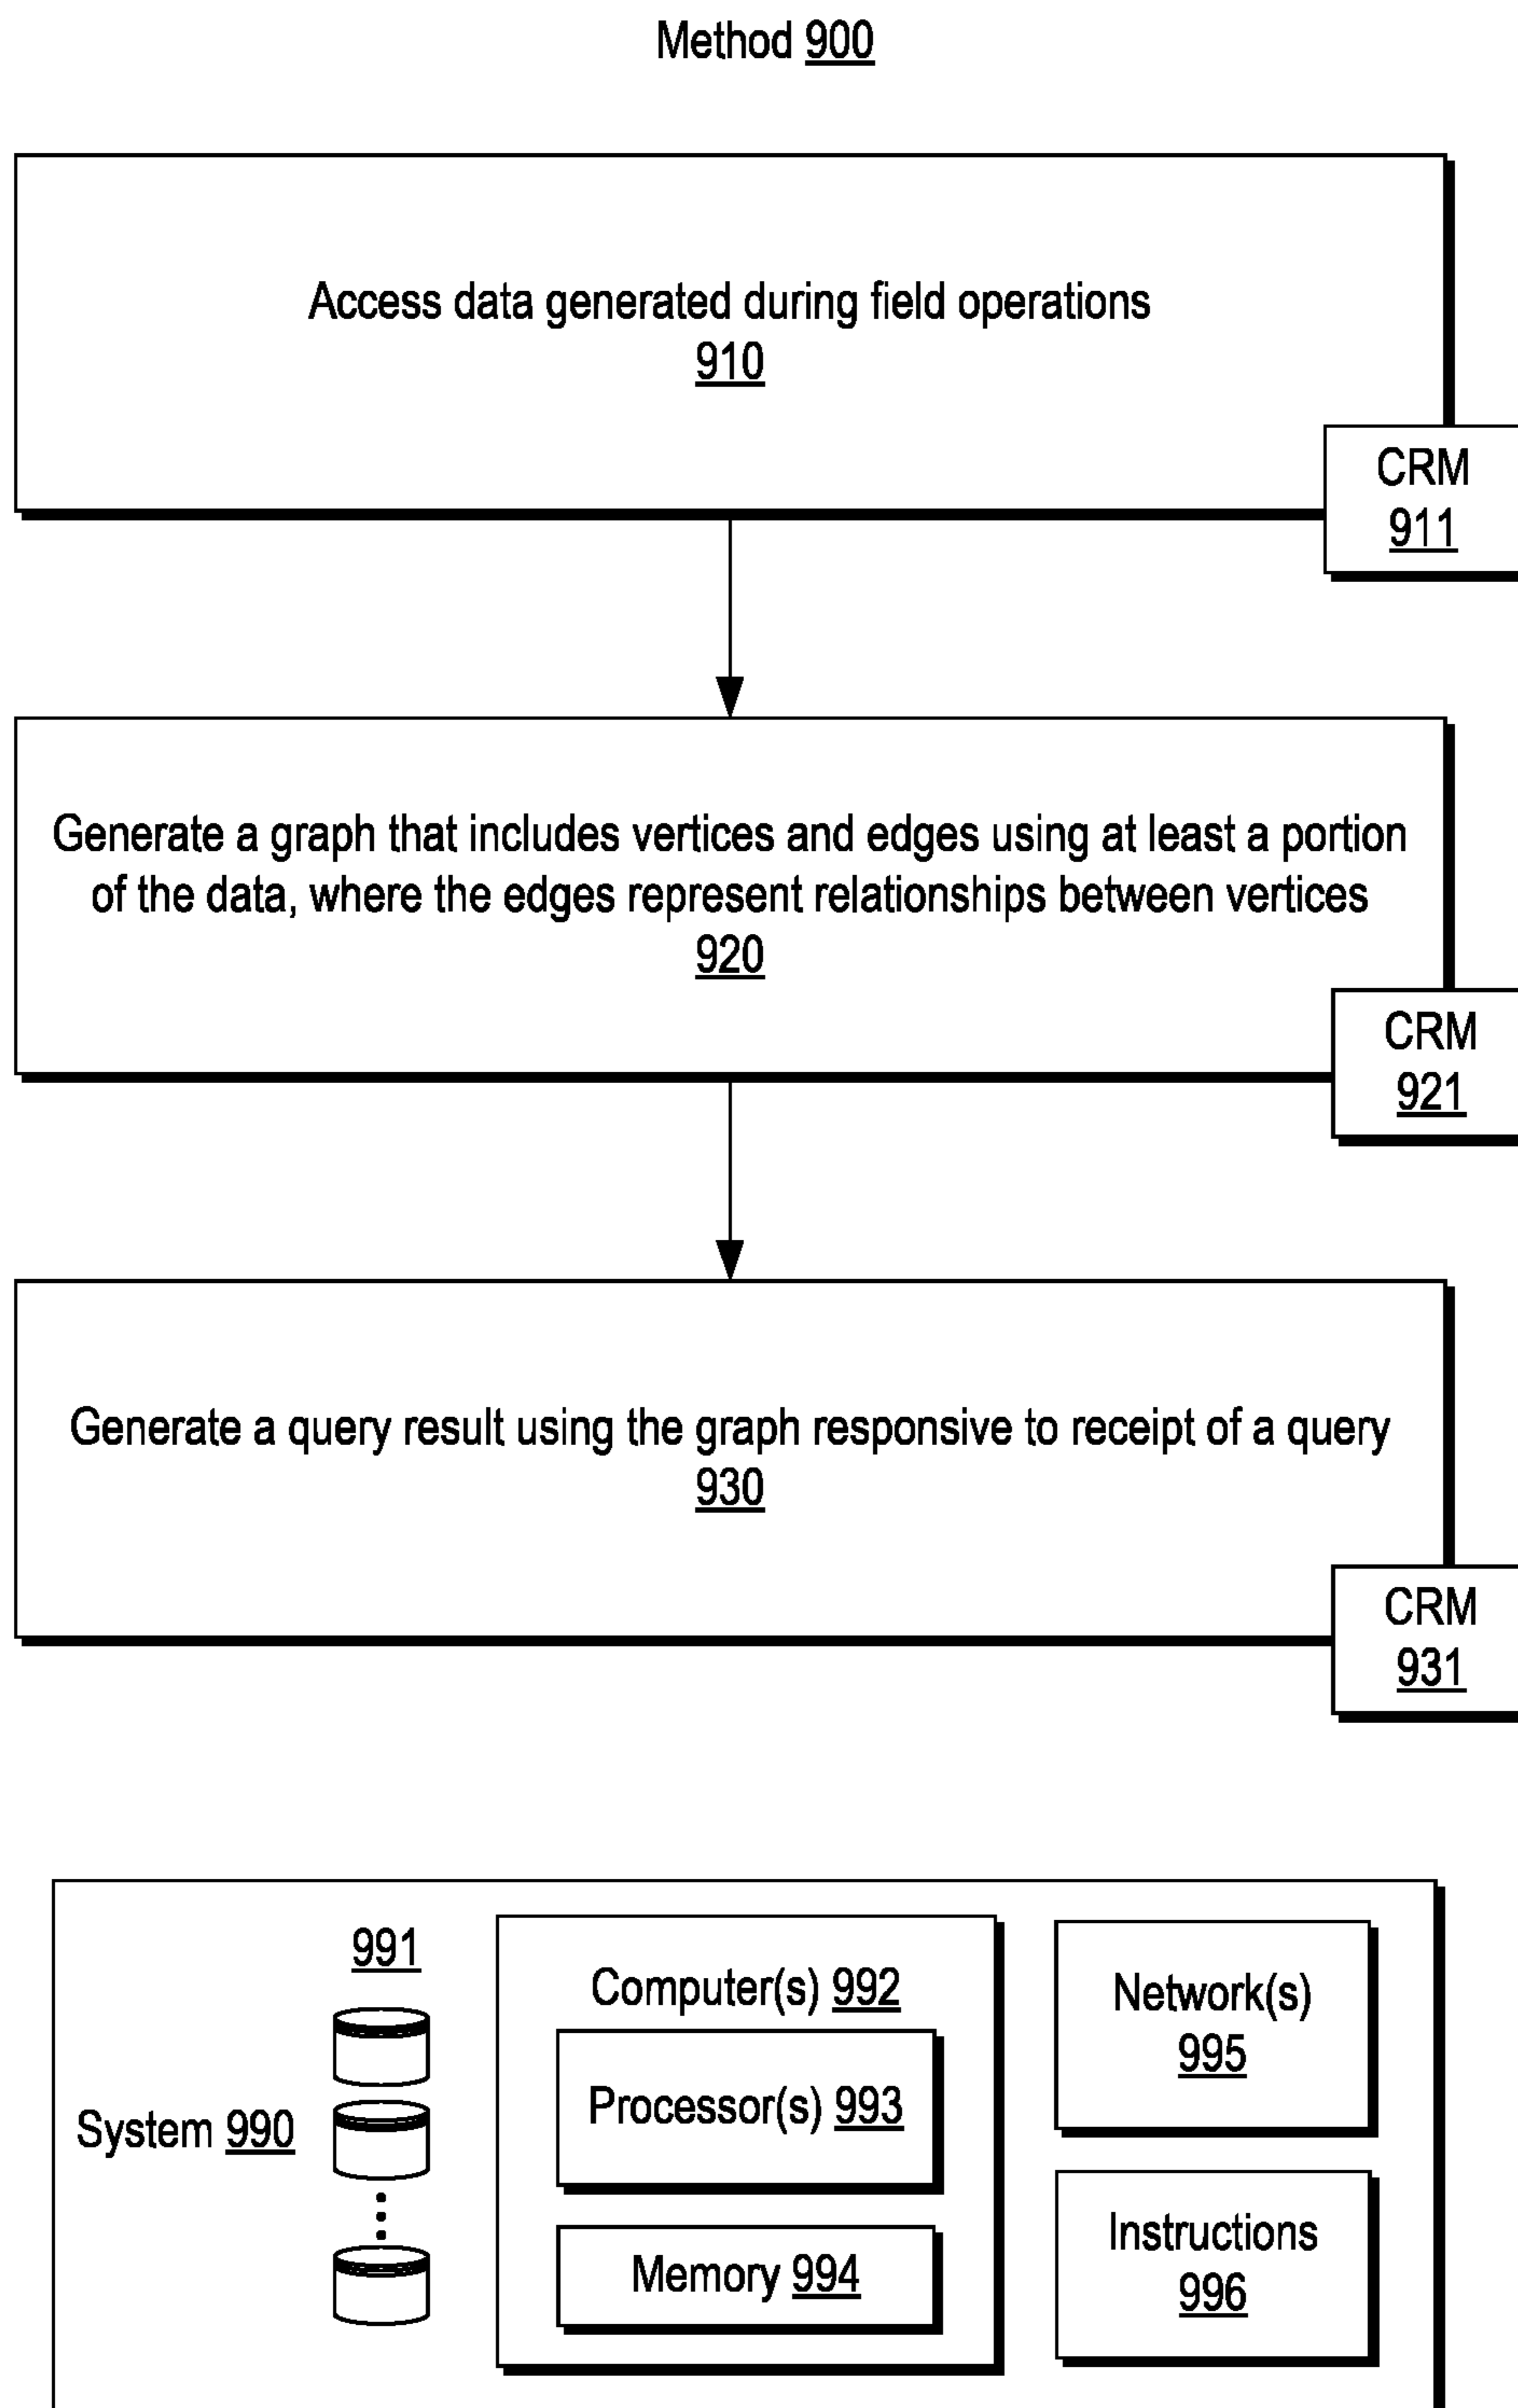 Method 900
Access data generated during field operations
910
CRM
911
Generate a graph that includes vertices and edges using at least a portion
of the data, where the edges represent relationships between vertices
920
CRM
921
Generate a query result using the graph responsive to receipt of a query
930
CRM
931
System 990
991
Computer(s) 992
Processor(s) 993
Memory 994
Network(s)
995
Instructions
996